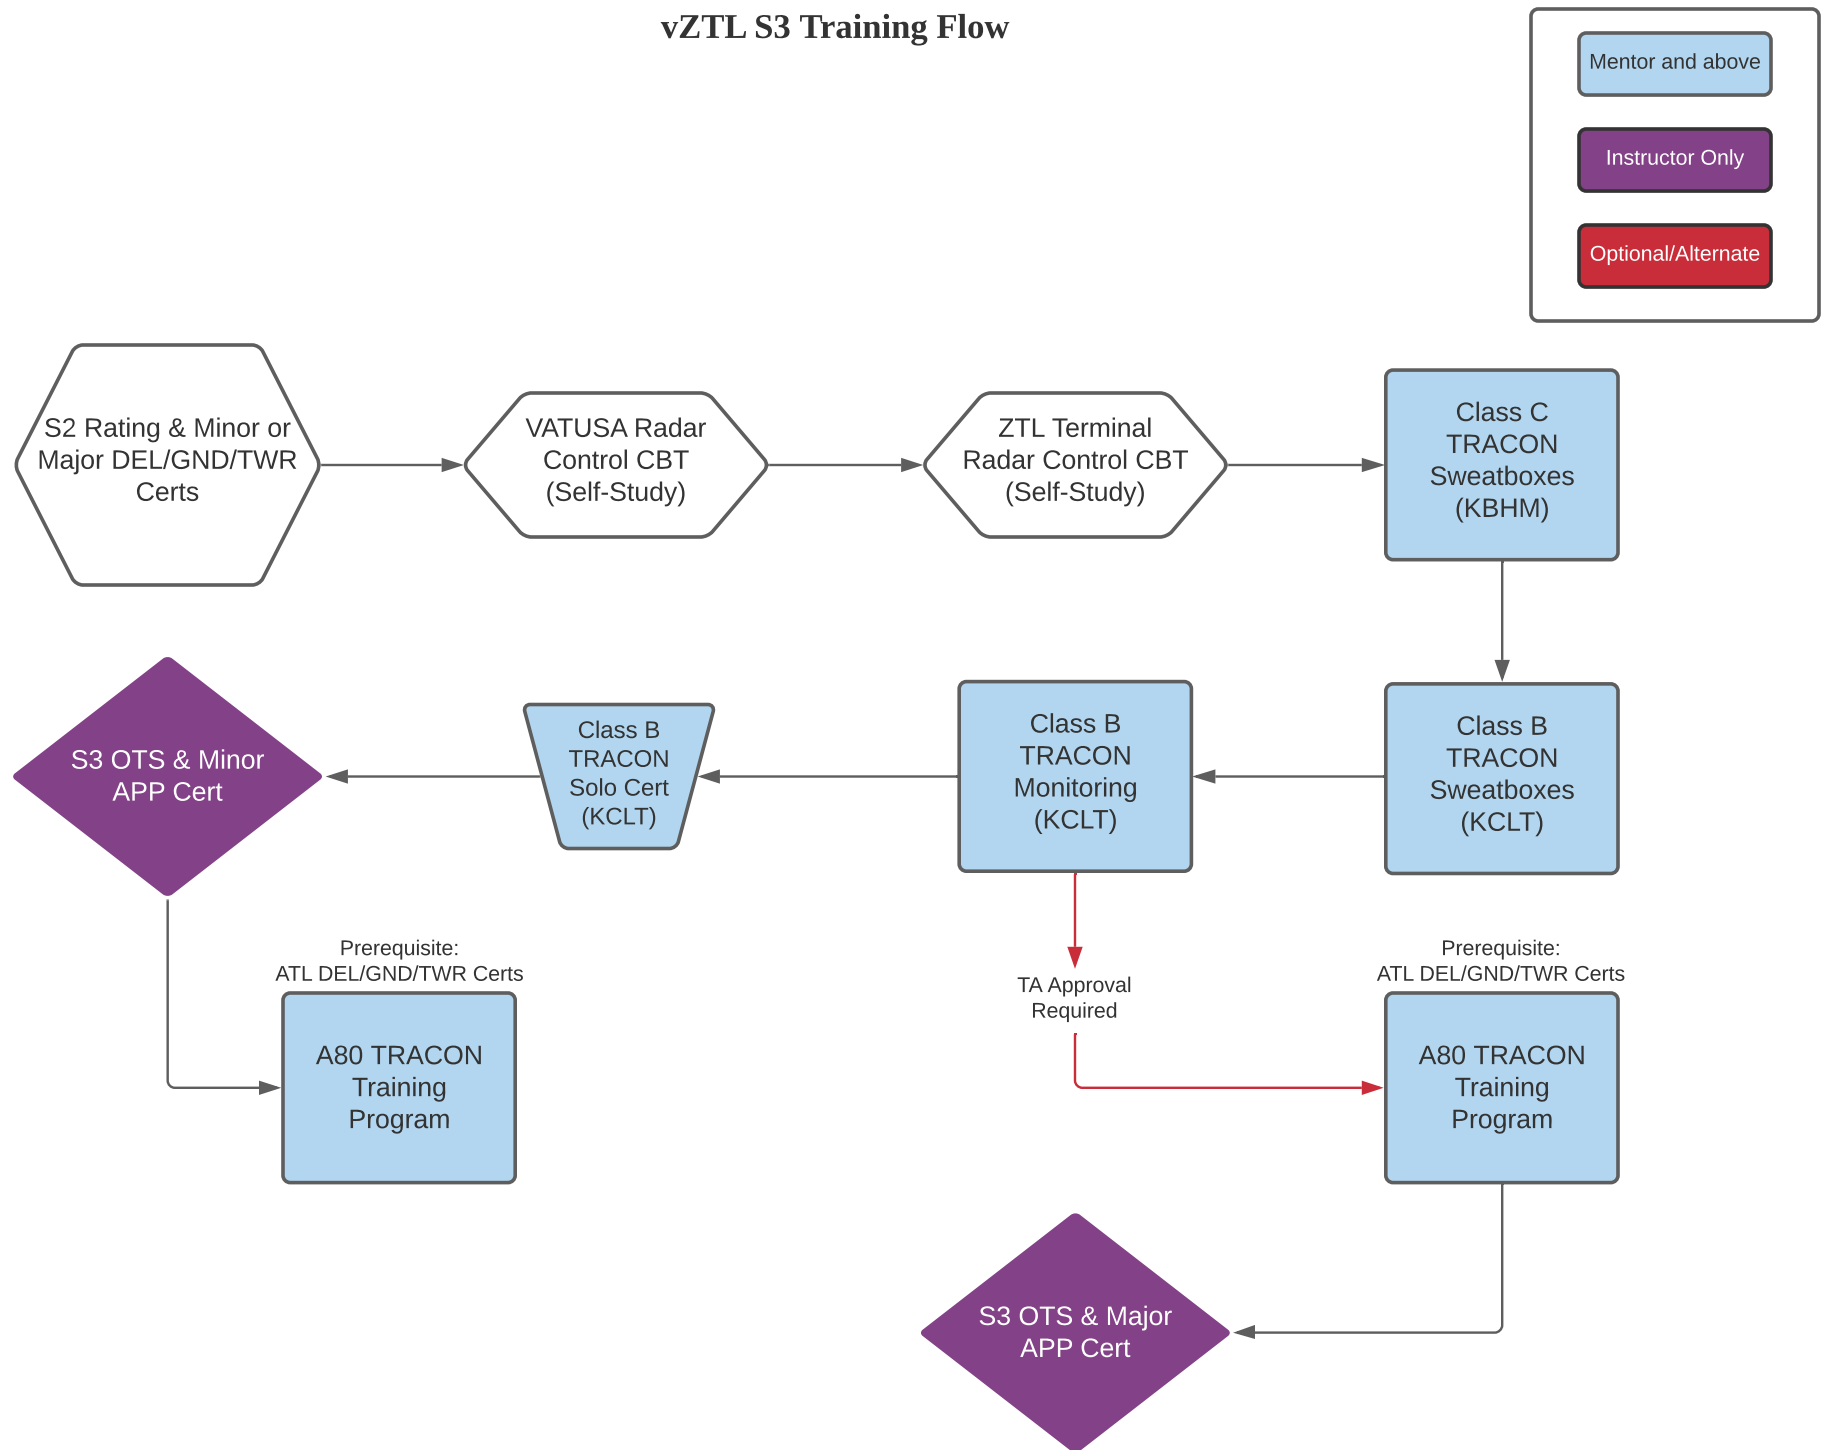 vZTL S3 Training Flow
Mentor and above
Instructor Only
Optional/Alternate
S2 Rating & Minor or
Major DEL/GND/TWR
Certs
VATUSA Radar
Control CBT
(Self-Study)
ZTL Terminal
Radar Control CBT
(Self-Study)
Class C
TRACON
Sweatboxes
(KBHM)
Class B
TRACON
Sweatboxes
(KCLT)
Class B
TRACON
Monitoring
(KCLT)
Class B
TRACON
Solo Cert
(KCLT)
S3 OTS & Minor
APP Cert
Prerequisite:
ATL DEL/GND/TWR Certs
A80 TRACON
Training
Program
TA Approval
Required
Prerequisite:
ATL DEL/GND/TWR Certs
A80 TRACON
Training
Program
S3 OTS & Major
APP Cert